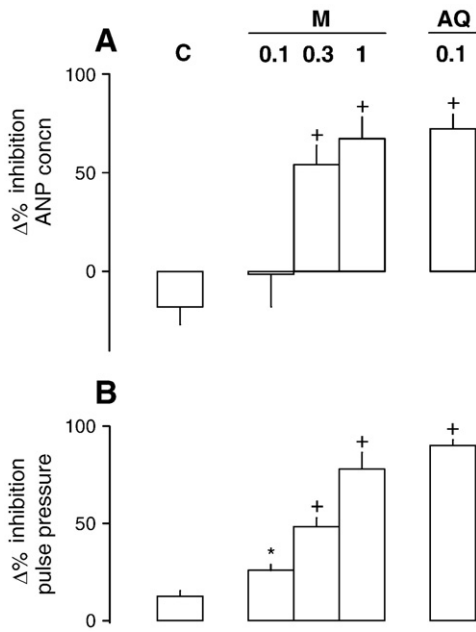 M AQ
A C 0.1 0.3 1 0.1
100
50
0
Δ% inhibition
ANP concn
+ + +
B
100
50
0
Δ% inhibition
pulse pressure
* + + +